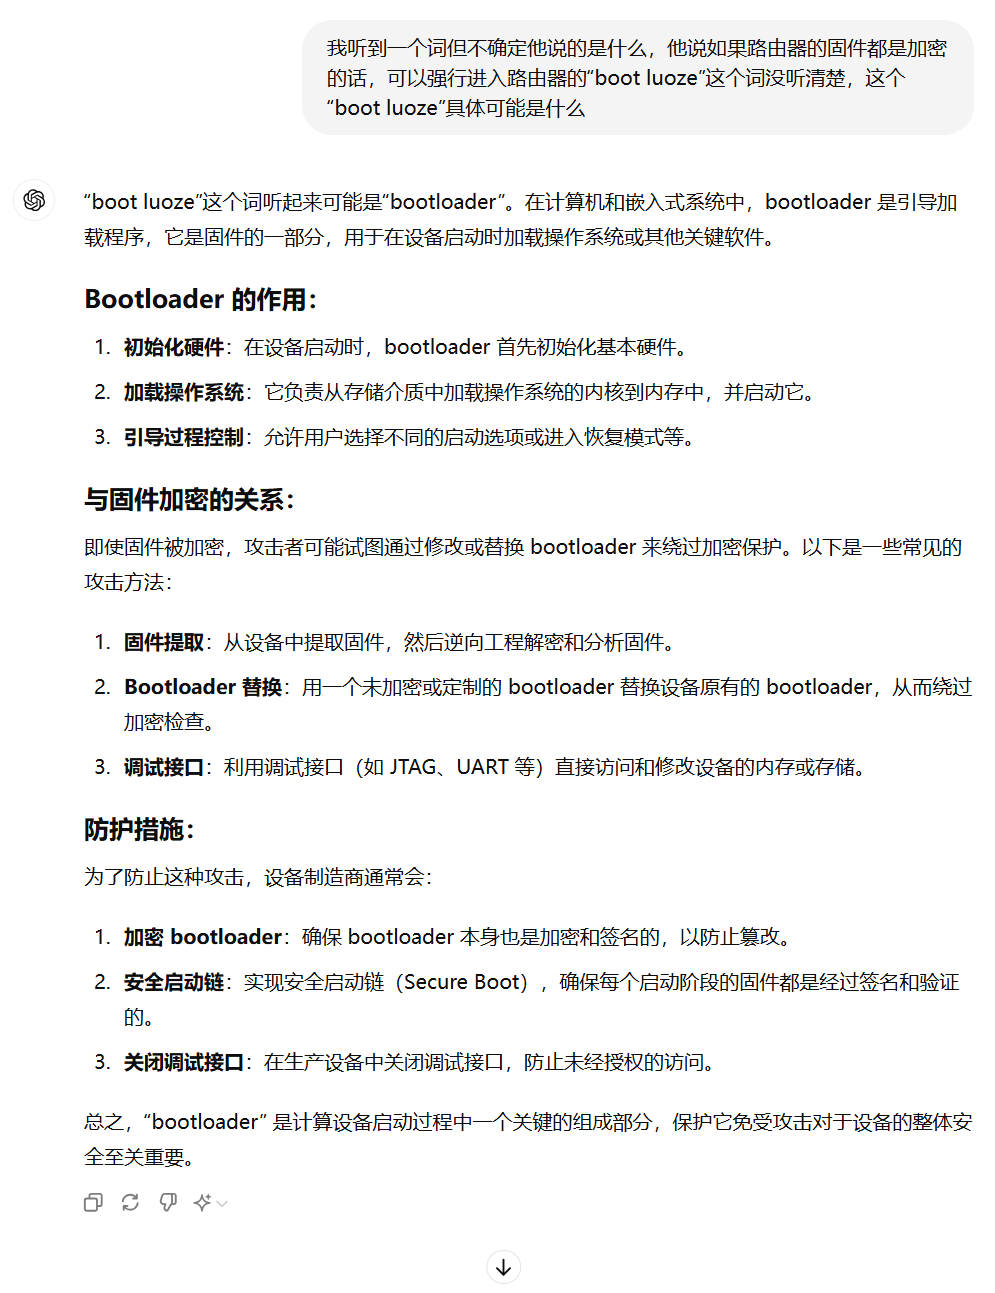 我听到一个词但不确定他说的是什么，他说如果路由器的固件都是加密
的话，可以强行进入路由器的“boot luoze”这个词没听清楚，这个
“boot luoze”具体可能是什么
“boot luoze”这个词听起来可能是“bootloader”。在计算机和嵌入式系统中，bootloader 是引导加
载程序，它是固件的一部分，用于在设备启动时加载操作系统或其他关键软件。
Bootloader 的作用：
1. 初始化硬件：在设备启动时，bootloader 首先初始化基本硬件。
2. 加载操作系统：它负责从存储介质中加载操作系统的内核到内存中，并启动它。
3. 引导过程控制：允许用户选择不同的启动选项或进入恢复模式等。
与固件加密的关系：
即使固件被加密，攻击者可能试图通过修改或替换 bootloader 来绕过加密保护。以下是一些常见的
攻击方法：
1. 固件提取：从设备中提取固件，然后逆向工程解密和分析固件。
2. Bootloader 替换：用一个未加密或定制的 bootloader 替换设备原有的 bootloader，从而绕过
加密检查。
3. 调试接口：利用调试接口（如 JTAG、UART 等）直接访问和修改设备的内存或存储。
防护措施：
为了防止这种攻击，设备制造商通常会：
1. 加密 bootloader：确保 bootloader 本身也是加密和签名的，以防止篡改。
2. 安全启动链：实现安全启动链（Secure Boot），确保每个启动阶段的固件都是经过签名和验证
的。
3. 关闭调试接口：在生产设备中关闭调试接口，防止未经授权的访问。
总之，“bootloader” 是计算设备启动过程中一个关键的组成部分，保护它免受攻击对于设备的整体安
全至关重要。